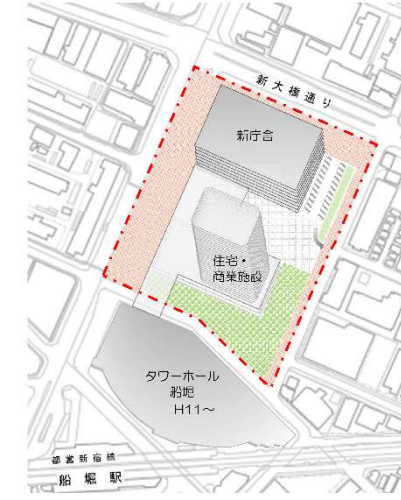 新大橋通り
新庁舎
住宅・
商業施設
タワーホール
船堀
H11～
都営新宿線
船堀駅